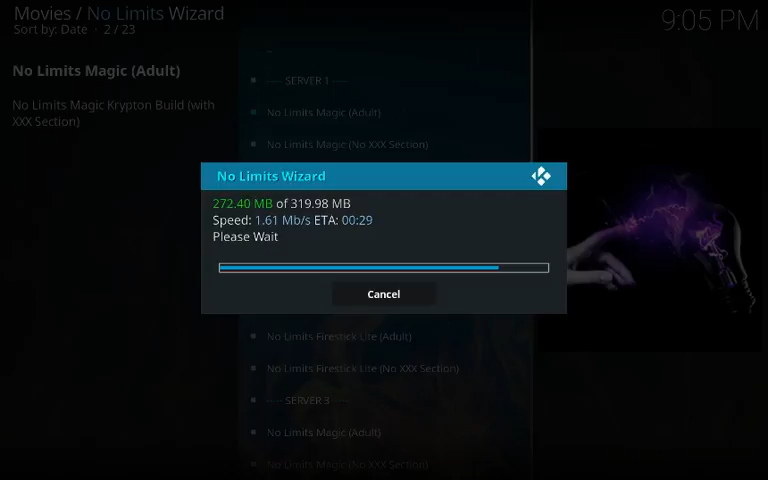 Movies / No Limits Wizard
Sort by: Date · 2 / 23
9:05 PM
No Limits Magic (Adult)
No Limits Magic Krypton Build (with
XXX Section)
---- SERVER 1 ----
No Limits Magic (Adult)
No Limits Magic (No XXX Section)
No Limits Wizard
272.40 MB of 319.98 MB
Speed: 1.61 Mb/s ETA: 00:29
Please Wait
Cancel
No Limits Firestick Lite (Adult)
No Limits Firestick Lite (No XXX Section)
---- SERVER 3 ----
No Limits Magic (Adult)
No Limits Magic (No XXX Section)